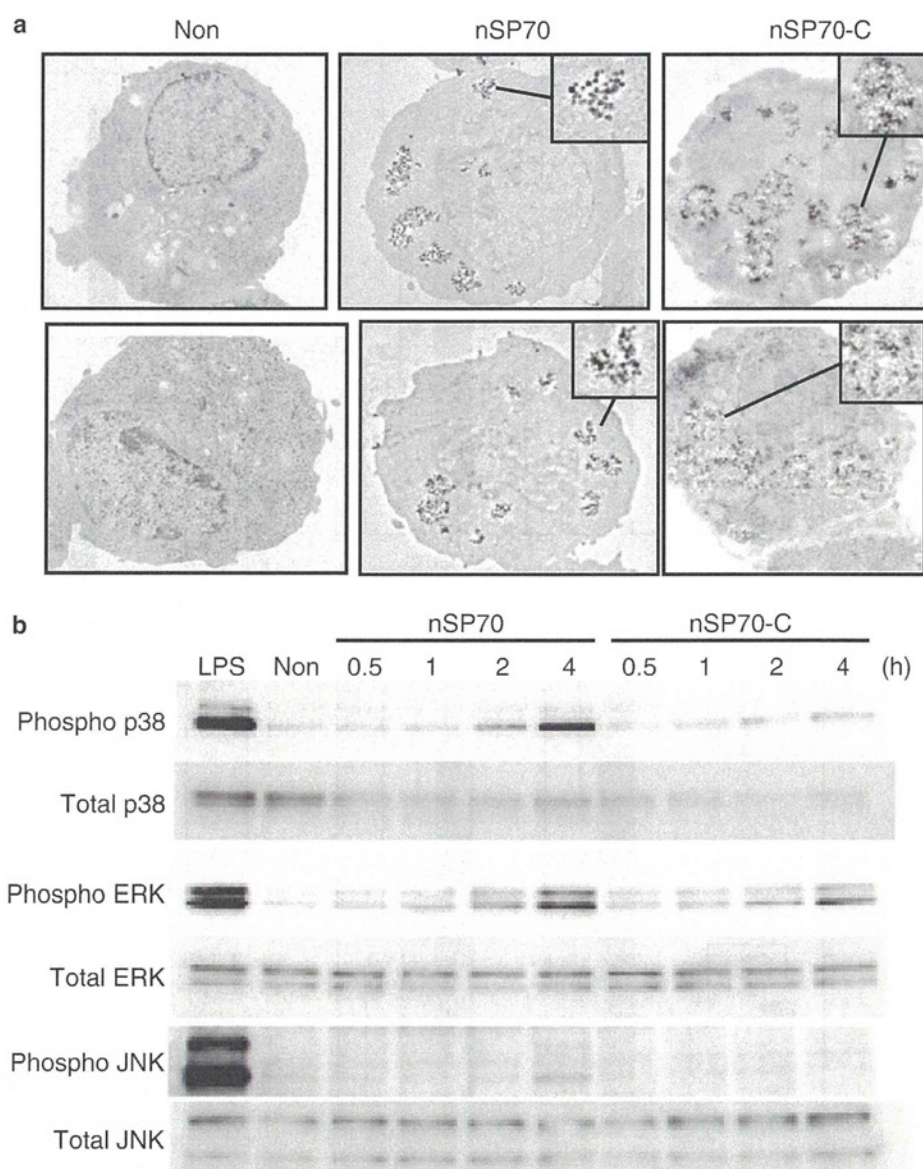 a
Non nSP70 nSP70-C
b
nSP70 nSP70-C
LPS Non 0.5 1 2 4 0.5 1 2 4 (h)
Phospho p38
Total p38
Phospho ERK
Total ERK
Phospho JNK
Total JNK